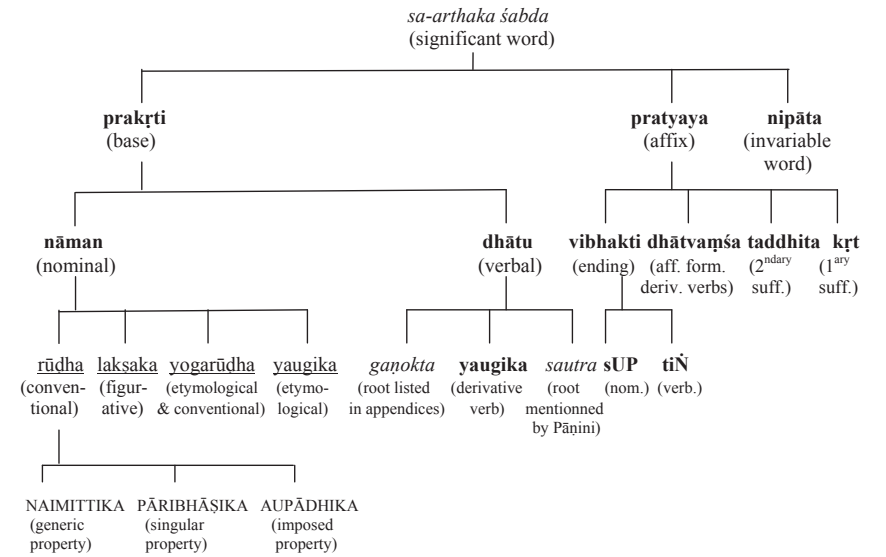 sa-arthaka śabda
(significant word)
prakṛti pratyaya nipāta
(base) (affix) (invariable
word)
nāman dhātu vibhakti dhātvaṃśa taddhita kṛt
(nominal) (verbal) (ending) (aff. form. (2ndary (1ary
deriv. verbs) suff.) suff.)
rūḍha lakṣaka yogarūḍha yaugika gaṇokta yaugika sautra sUP tiṄ
(conven- (figur- (etymological (etymo- (root listed (derivative (root (nom.) (verb.)
tional) ative) & conventional) logical) in appendices) verb) mentionned
by Pāṇini)
NAIMITTIKA PĀRIBHĀṢIKA AUPĀDHIKA
(generic (singular (imposed
property) property) property)